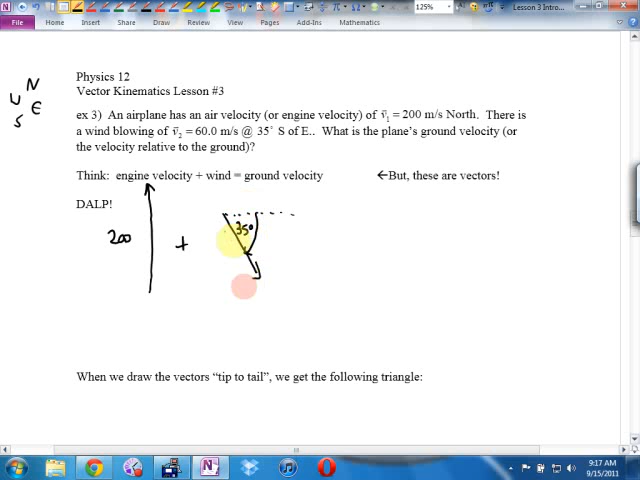 125%
Lesson 3 Intro...
File
Home
Insert
Share
Draw
Review
View
Pop-up
Add-Ins
Mathematics
Physics 12
Vector Kinematics Lesson #3
N
W E
S
ex 3) An airplane has an air velocity (or engine velocity) of v̄₁ = 200 m/s North. There is
a wind blowing of v̄₂ = 60.0 m/s @ 35° S of E.. What is the plane's ground velocity (or
the velocity relative to the ground)?
Think: engine velocity + wind = ground velocity ←But, these are vectors!
DALP!
200 + 35°
When we draw the vectors “tip to tail”, we get the following triangle:
9:17 AM
9/15/2011